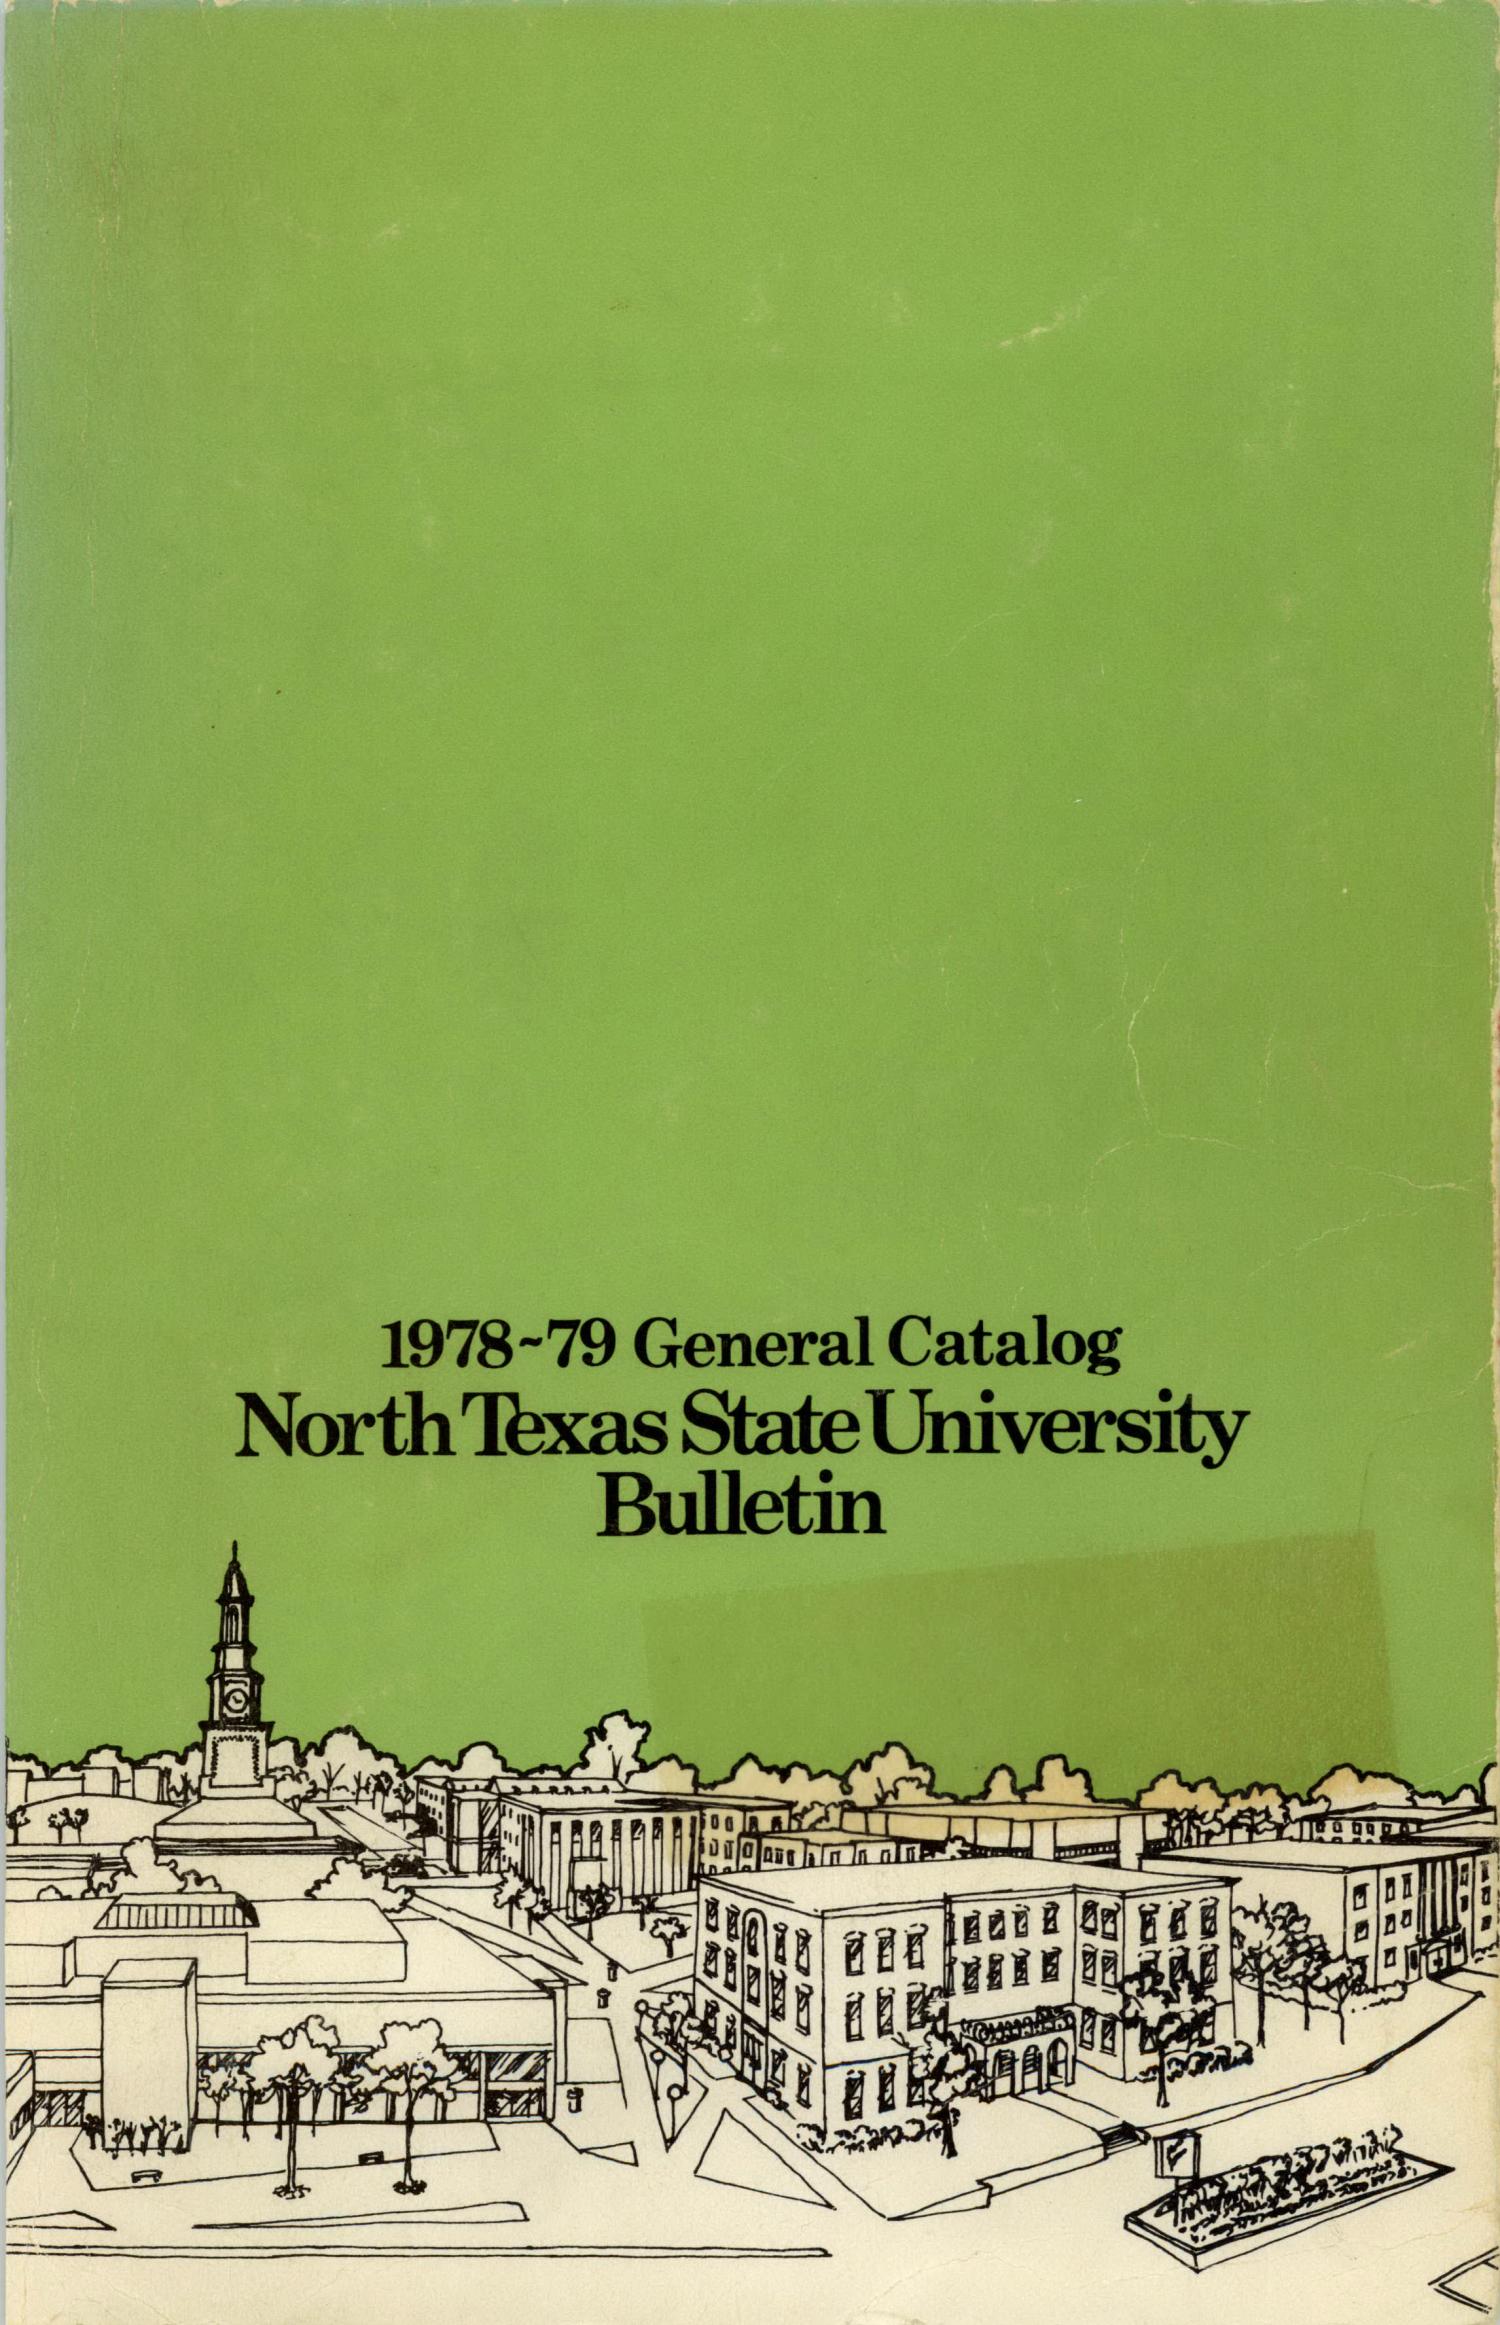 1978~79 General Catalog
North Texas State University
Bulletin